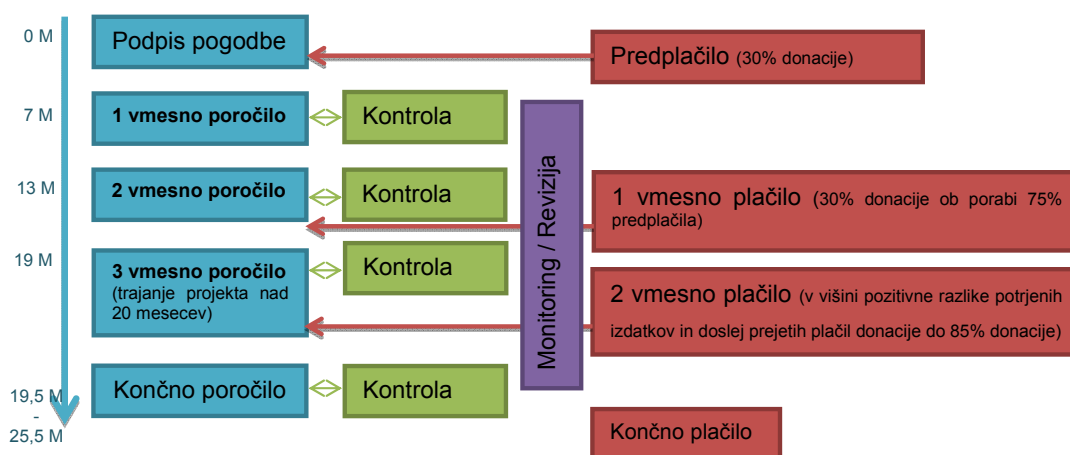 0 M
Podpis pogodbe
Predplačilo (30% donacije)
7 M
1 vmesno poročilo
Kontrola
Monitoring / Revizija
13 M
2 vmesno poročilo
Kontrola
1 vmesno plačilo (30% donacije ob porabi 75%
predplačila)
19 M
3 vmesno poročilo
(trajanje projekta nad
20 mesecev)
Kontrola
2 vmesno plačilo (v višini pozitivne razlike potrjenih
izdatkov in doslej prejetih plačil donacije do 85% donacije)
19,5 M
-
25,5 M
Končno poročilo
Kontrola
Končno plačilo